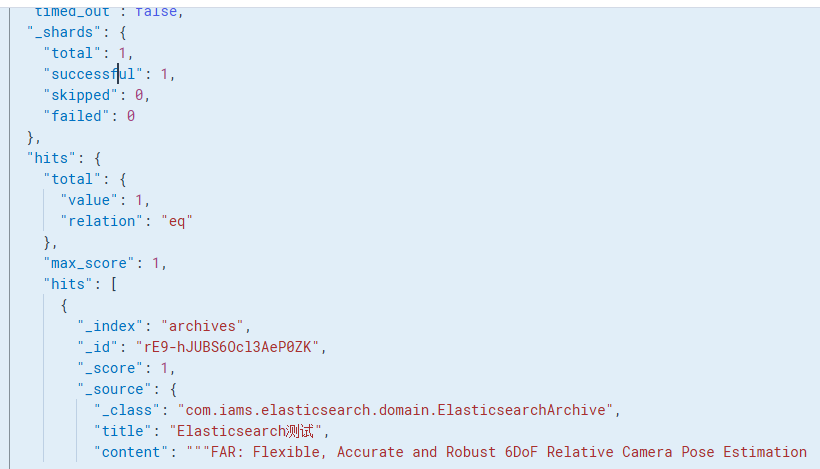 "timed_out": false,
"_shards": {
"total": 1,
"successful": 1,
"skipped": 0,
"failed": 0
},
"hits": {
"total": {
"value": 1,
"relation": "eq"
},
"max_score": 1,
"hits": [
{
"_index": "archives",
"_id": "rE9-hJUBS6Ocl3AeP0ZK",
"_score": 1,
"_source": {
"_class": "com.iams.elasticsearch.domain.ElasticsearchArchive",
"title": "Elasticsearch测试",
"content": """FAR: Flexible, Accurate and Robust 6DoF Relative Camera Pose Estimation